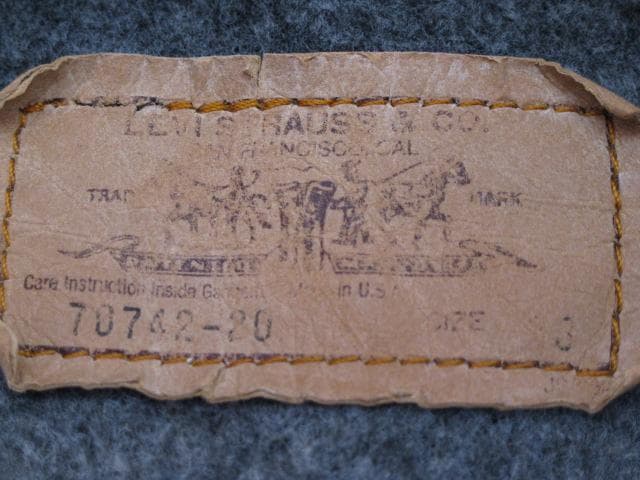 LEVI STRAUSS & CO.
SAN FRANCISCO, CAL
TRADE MARK
Care Instruction Inside Garment Made in U.S.A
70742-20 SIZE 3